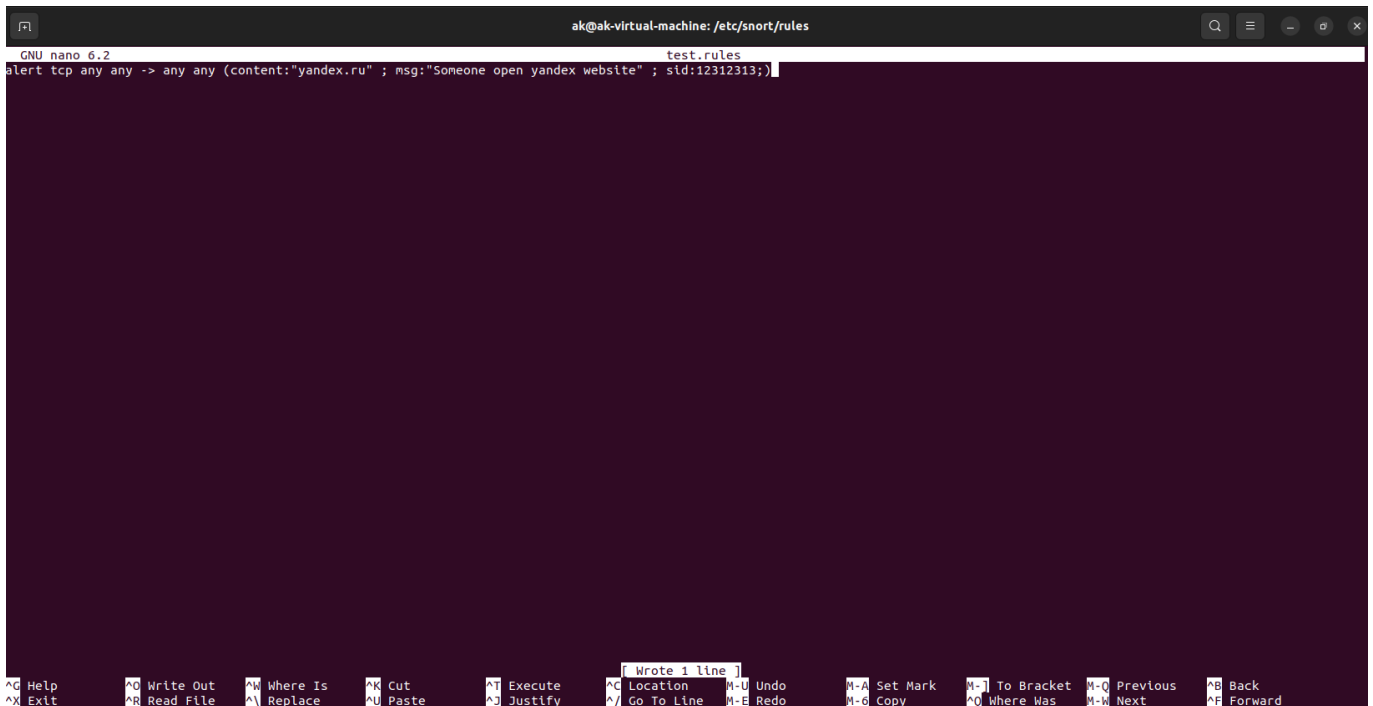 ak@ak-virtual-machine: /etc/snort/rules
GNU nano 6.2 test.rules
alert tcp any any -> any any (content:"yandex.ru" ; msg:"Someone open yandex website" ; sid:12312313;)
[ Wrote 1 line ]
^G Help ^O Write Out ^W Where Is ^K Cut ^T Execute ^C Location M-U Undo M-A Set Mark M-] To Bracket M-Q Previous ^B Back
^X Exit ^R Read File ^\ Replace ^U Paste ^J Justify ^/ Go To Line M-E Redo M-6 Copy ^Q Where Was M-W Next ^F Forward